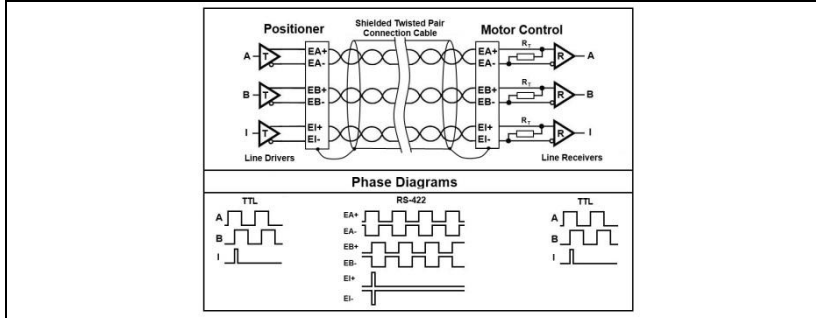 Positioner
Shielded Twisted Pair
Connection Cable
Motor Control
A
T
EA+
EA-
EA+
EA-
RT
R
A
B
T
EB+
EB-
EB+
EB-
RT
R
B
I
T
EI+
EI-
EI+
EI-
RT
R
I
Line Drivers
Line Receivers
Phase Diagrams
TTL
A
B
I
RS-422
EA+
EA-
EB+
EB-
EI+
EI-
TTL
A
B
I